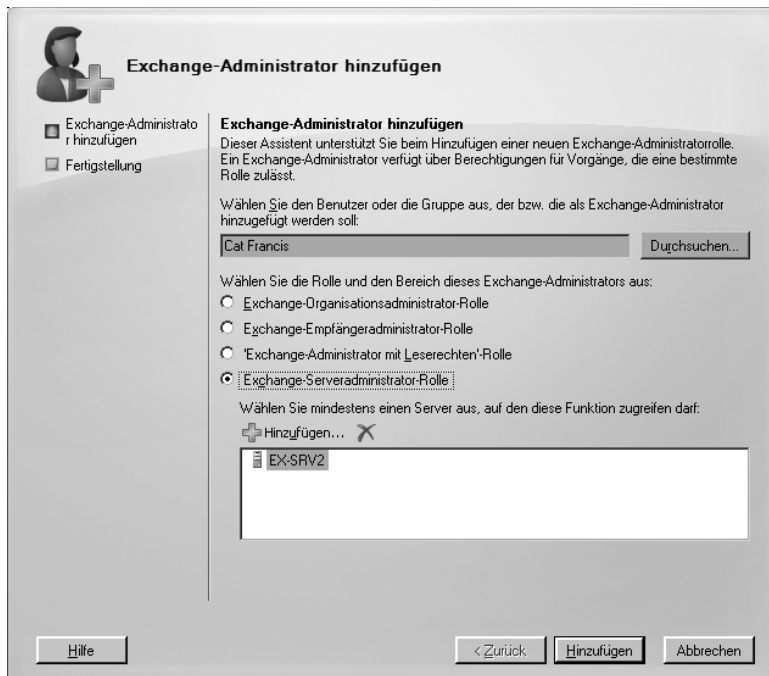 Exchange-Administrator hinzufügen
Exchange-Administrato
r hinzufügen
Fertigstellung
Exchange-Administrator hinzufügen
Dieser Assistent unterstützt Sie beim Hinzufügen einer neuen Exchange-Administratorrolle.
Ein Exchange-Administrator verfügt über Berechtigungen für Vorgänge, die eine bestimmte
Rolle zulässt.
Wählen Sie den Benutzer oder die Gruppe aus, der bzw. die als Exchange-Administrator
hinzugefügt werden soll:
Cat Francis
Durchsuchen...
Wählen Sie die Rolle und den Bereich dieses Exchange-Administrators aus:
Exchange-Organisationsadministrator-Rolle
Exchange-Empfängeradministrator-Rolle
'Exchange-Administrator mit Leserechten'-Rolle
Exchange-Serveradministrator-Rolle
Wählen Sie mindestens einen Server aus, auf den diese Funktion zugreifen darf:
Hinzufügen...
EX-SRV2
Hilfe
< Zurück
Hinzufügen
Abbrechen